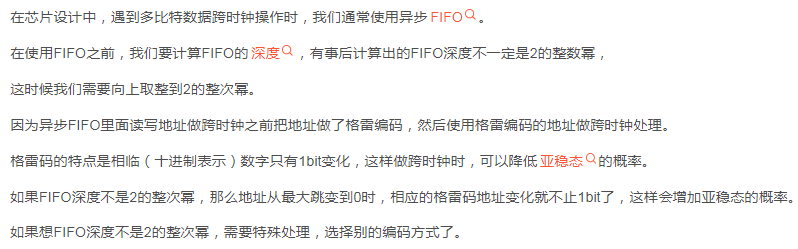 在芯片设计中，遇到多比特数据跨时钟操作时，我们通常使用异步 FIFO。
在使用FIFO之前，我们要计算FIFO的 深度，有事后计算出的FIFO深度不一定是2的整数幂，
这时候我们需要向上取整到2的整次幂。
因为异步FIFO里面读写地址做跨时钟之前把地址做了格雷编码，然后使用格雷编码的地址做跨时钟处理。
格雷码的特点是相临（十进制表示）数字只有1bit变化，这样做跨时钟时，可以降低 亚稳态 的概率。
如果FIFO深度不是2的整次幂，那么地址从最大跳变到0时，相应的格雷码地址变化就不止1bit了，这样会增加亚稳态的概率。
如果想FIFO深度不是2的整次幂，需要特殊处理，选择别的编码方式了。